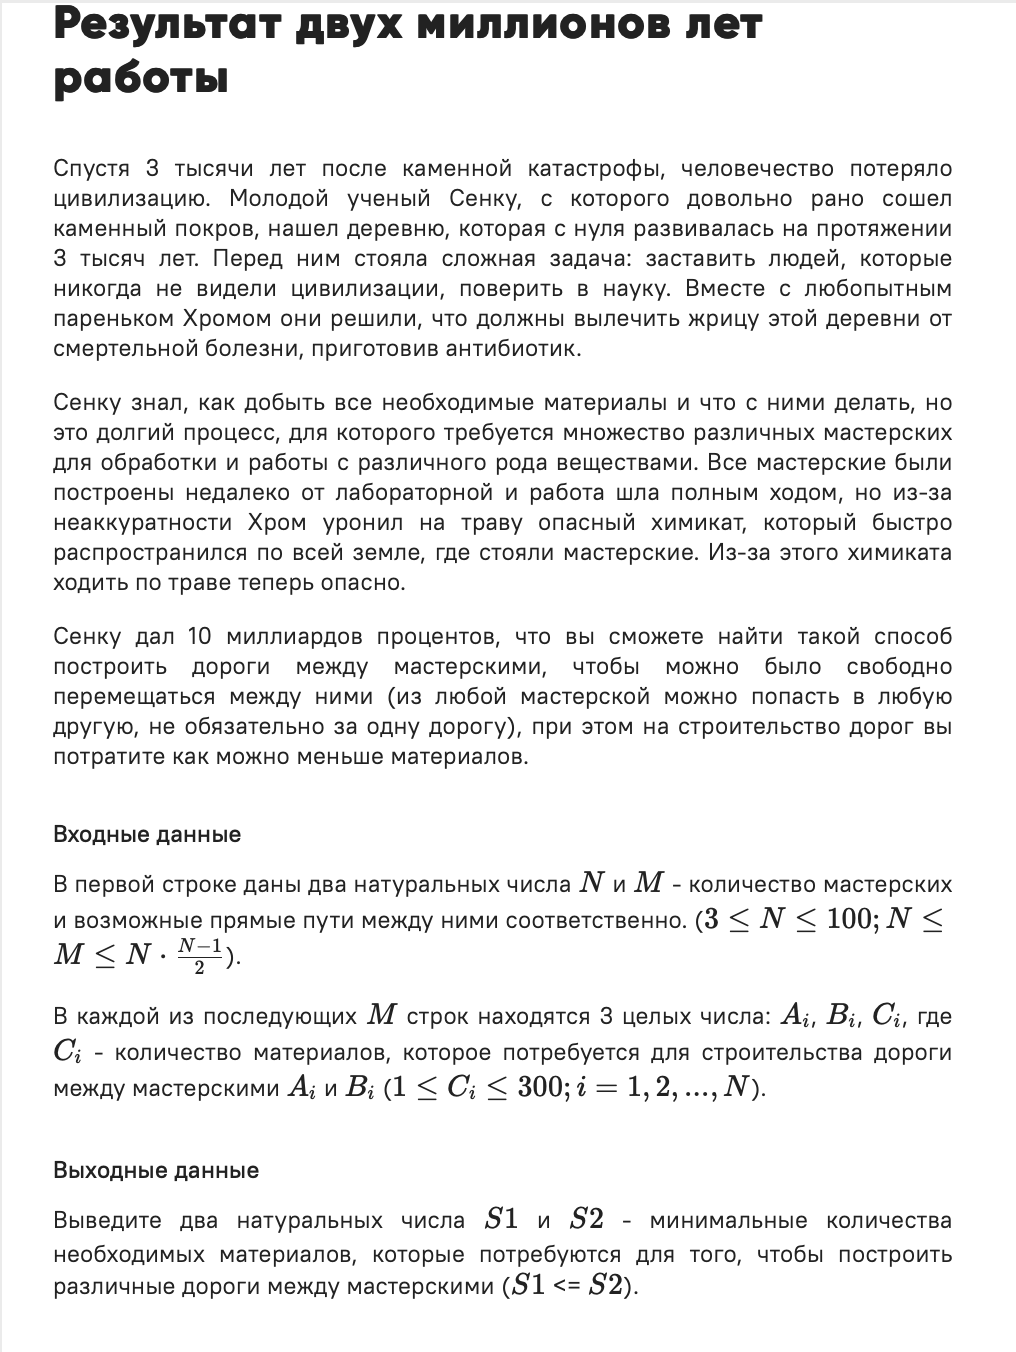 Результат двух миллионов лет
работы
Спустя 3 тысячи лет после каменной катастрофы, человечество потеряло
цивилизацию. Молодой ученый Сенку, с которого довольно рано сошел
каменный покров, нашел деревню, которая с нуля развивалась на протяжении
3 тысяч лет. Перед ним стояла сложная задача: заставить людей, которые
никогда не видели цивилизации, поверить в науку. Вместе с любопытным
пареньком Хромом они решили, что должны вылечить жрицу этой деревни от
смертельной болезни, приготовив антибиотик.
Сенку знал, как добыть все необходимые материалы и что с ними делать, но
это долгий процесс, для которого требуется множество различных мастерских
для обработки и работы с различного рода веществами. Все мастерские были
построены недалеко от лабораторной и работа шла полным ходом, но из-за
неаккуратности Хром уронил на траву опасный химикат, который быстро
распространился по всей земле, где стояли мастерские. Из-за этого химиката
ходить по траве теперь опасно.
Сенку дал 10 миллиардов процентов, что вы сможете найти такой способ
построить дороги между мастерскими, чтобы можно было свободно
перемещаться между ними (из любой мастерской можно попасть в любую
другую, не обязательно за одну дорогу), при этом на строительство дорог вы
потратите как можно меньше материалов.
Входные данные
В первой строке даны два натуральных числа N и M - количество мастерских
и возможные прямые пути между ними соответственно. (3 ≤ N ≤ 100; N ≤
M ≤ N · (N−1)/2).
В каждой из последующих M строк находятся 3 целых числа: A_i, B_i, C_i, где
C_i - количество материалов, которое потребуется для строительства дороги
между мастерскими A_i и B_i (1 ≤ C_i ≤ 300; i = 1, 2, ..., N).
Выходные данные
Выведите два натуральных числа S1 и S2 - минимальные количества
необходимых материалов, которые потребуются для того, чтобы построить
различные дороги между мастерскими (S1 <= S2).